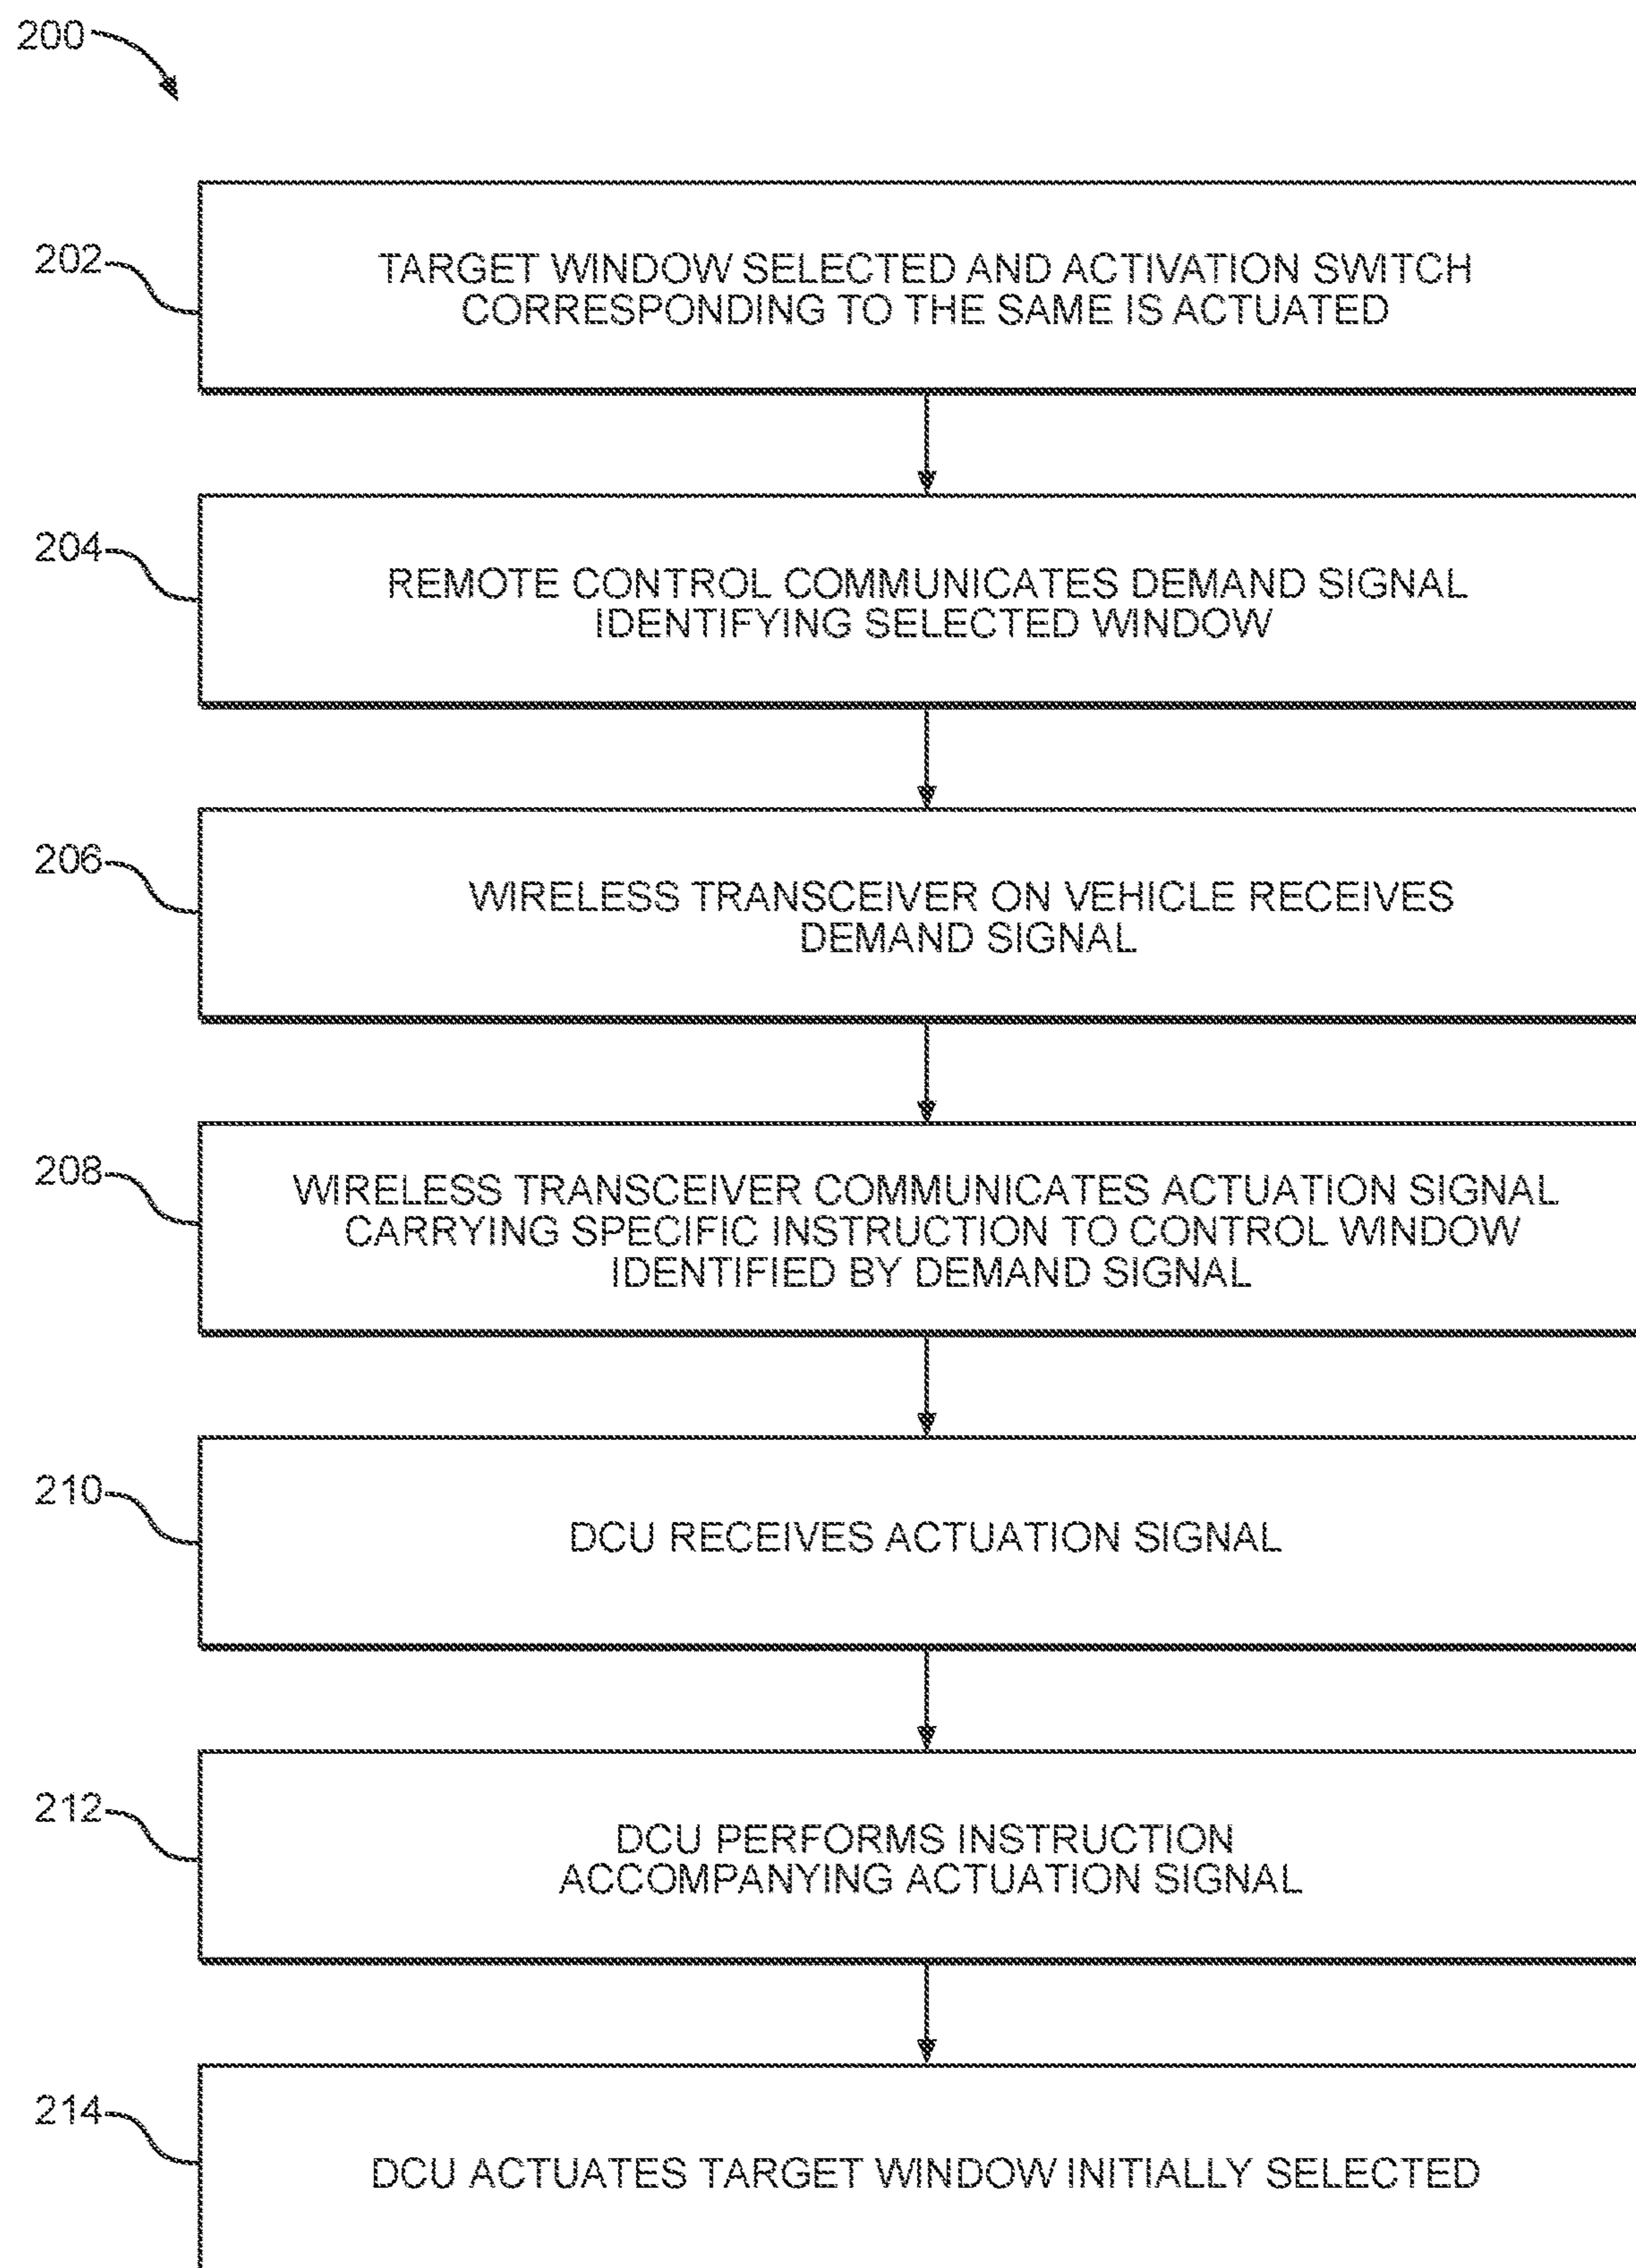 200
202
TARGET WINDOW SELECTED AND ACTIVATION SWITCH
CORRESPONDING TO THE SAME IS ACTUATED
204
REMOTE CONTROL COMMUNICATES DEMAND SIGNAL
IDENTIFYING SELECTED WINDOW
206
WIRELESS TRANSCEIVER ON VEHICLE RECEIVES
DEMAND SIGNAL
208
WIRELESS TRANSCEIVER COMMUNICATES ACTUATION SIGNAL
CARRYING SPECIFIC INSTRUCTION TO CONTROL WINDOW
IDENTIFIED BY DEMAND SIGNAL
210
DCU RECEIVES ACTUATION SIGNAL
212
DCU PERFORMS INSTRUCTION
ACCOMPANYING ACTUATION SIGNAL
214
DCU ACTUATES TARGET WINDOW INITIALLY SELECTED